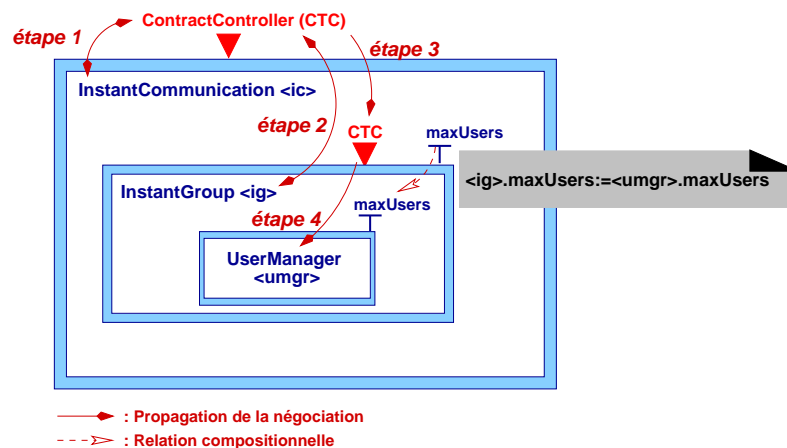 ContractController (CTC)
étape 1
étape 3
InstantCommunication <ic>
étape 2
CTC
maxUsers
<ig>.maxUsers:=<umgr>.maxUsers
InstantGroup <ig>
maxUsers
étape 4
UserManager
<umgr>
: Propagation de la négociation
: Relation compositionnelle